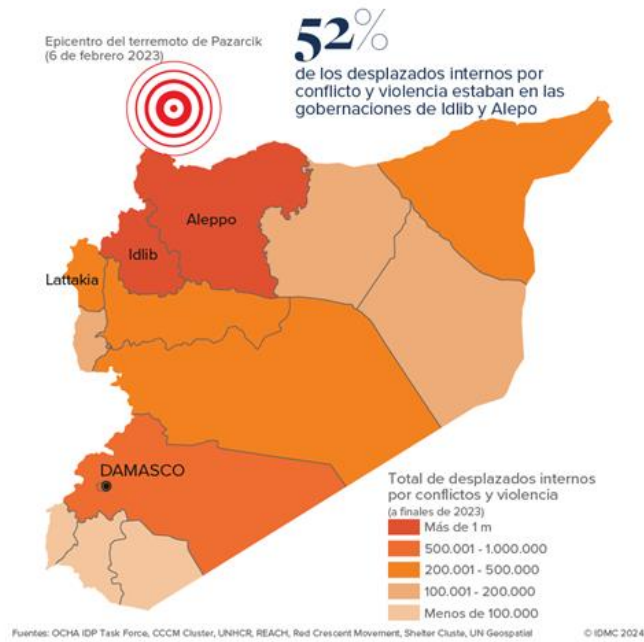 Epicentro del terremoto de Pazarcik
(6 de febrero 2023)
52%
de los desplazados internos por
conflicto y violencia estaban en las
gobernaciones de Idlib y Alepo
Aleppo
Idlib
Lattakia
DAMASCO
Total de desplazados internos
por conflictos y violencia
(a finales de 2023)
Más de 1 m
500.001 - 1.000.000
200.001 - 500.000
100.001 - 200.000
Menos de 100.000
Fuentes: OCHA IDP Task Force, CCCM Cluster, UNHCR, REACH, Red Crescent Movement, Shelter Cluster, UN Geospatial
© IDMC 2024